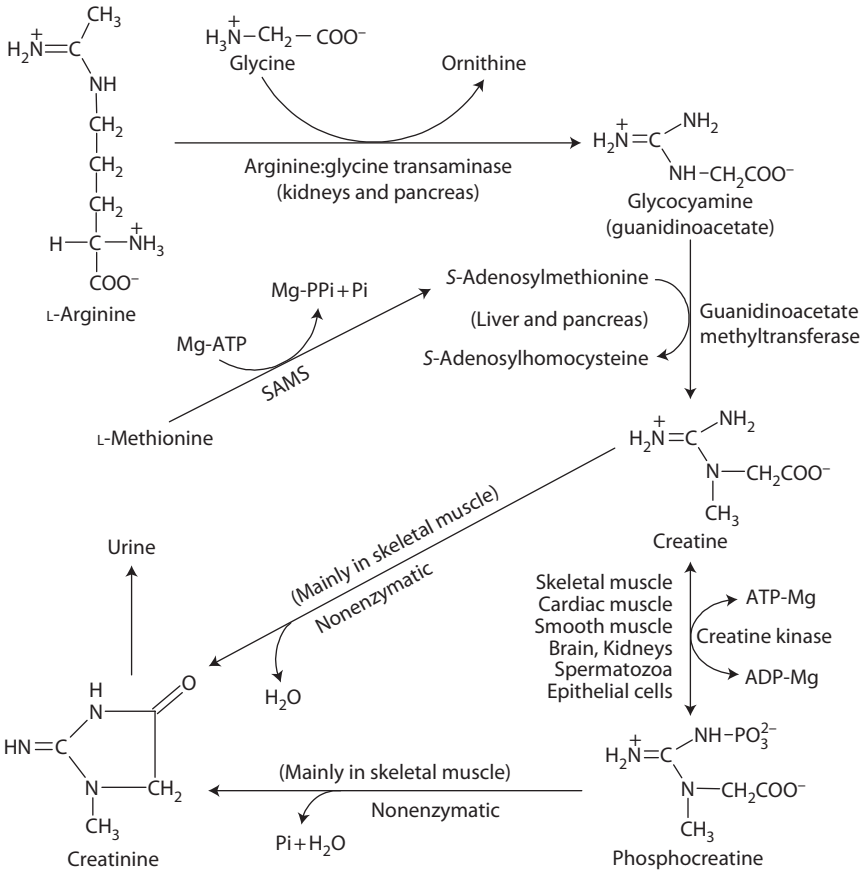 CH₃
H₂N⁺=C
NH
CH₂
CH₂
CH₂
H–C–N⁺H₃
COO⁻
L-Arginine
H₃N⁺–CH₂–COO⁻
Glycine
Ornithine
Arginine:glycine transaminase
(kidneys and pancreas)
NH₂
H₂N⁺=C
NH–CH₂COO⁻
Glycocyamine
(guanidinoacetate)
L-Methionine
Mg-ATP
Mg-PPi+Pi
SAMS
S-Adenosylmethionine
(Liver and pancreas)
S-Adenosylhomocysteine
Guanidinoacetate
methyltransferase
NH₂
H₂N⁺=C
N–CH₂COO⁻
CH₃
Creatine
(Mainly in skeletal muscle)
Nonenzymatic
H₂O
Urine
Skeletal muscle
Cardiac muscle
Smooth muscle
Brain, Kidneys
Spermatozoa
Epithelial cells
ATP-Mg
Creatine kinase
ADP-Mg
H
N
O
HN=C
N
CH₂
CH₃
Creatinine
(Mainly in skeletal muscle)
Nonenzymatic
Pi+H₂O
NH–PO₃²⁻
H₂N⁺=C
N–CH₂COO⁻
CH₃
Phosphocreatine